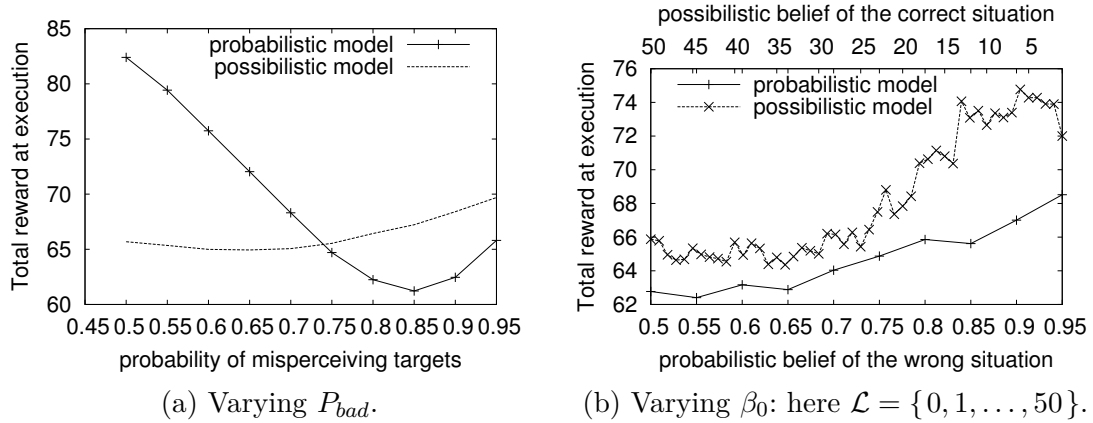 85
80
75
70
65
60
Total reward at execution
probabilistic model
possibilistic model
0.45 0.5 0.55 0.6 0.65 0.7 0.75 0.8 0.85 0.9 0.95
probability of misperceiving targets
(a) Varying P_bad.
possibilistic belief of the correct situation
50 45 40 35 30 25 20 15 10 5
76
74
72
70
68
66
64
62
Total reward at execution
probabilistic model
possibilistic model
0.5 0.55 0.6 0.65 0.7 0.75 0.8 0.85 0.9 0.95
probabilistic belief of the wrong situation
(b) Varying β₀: here ℒ = { 0, 1, . . . , 50 }.